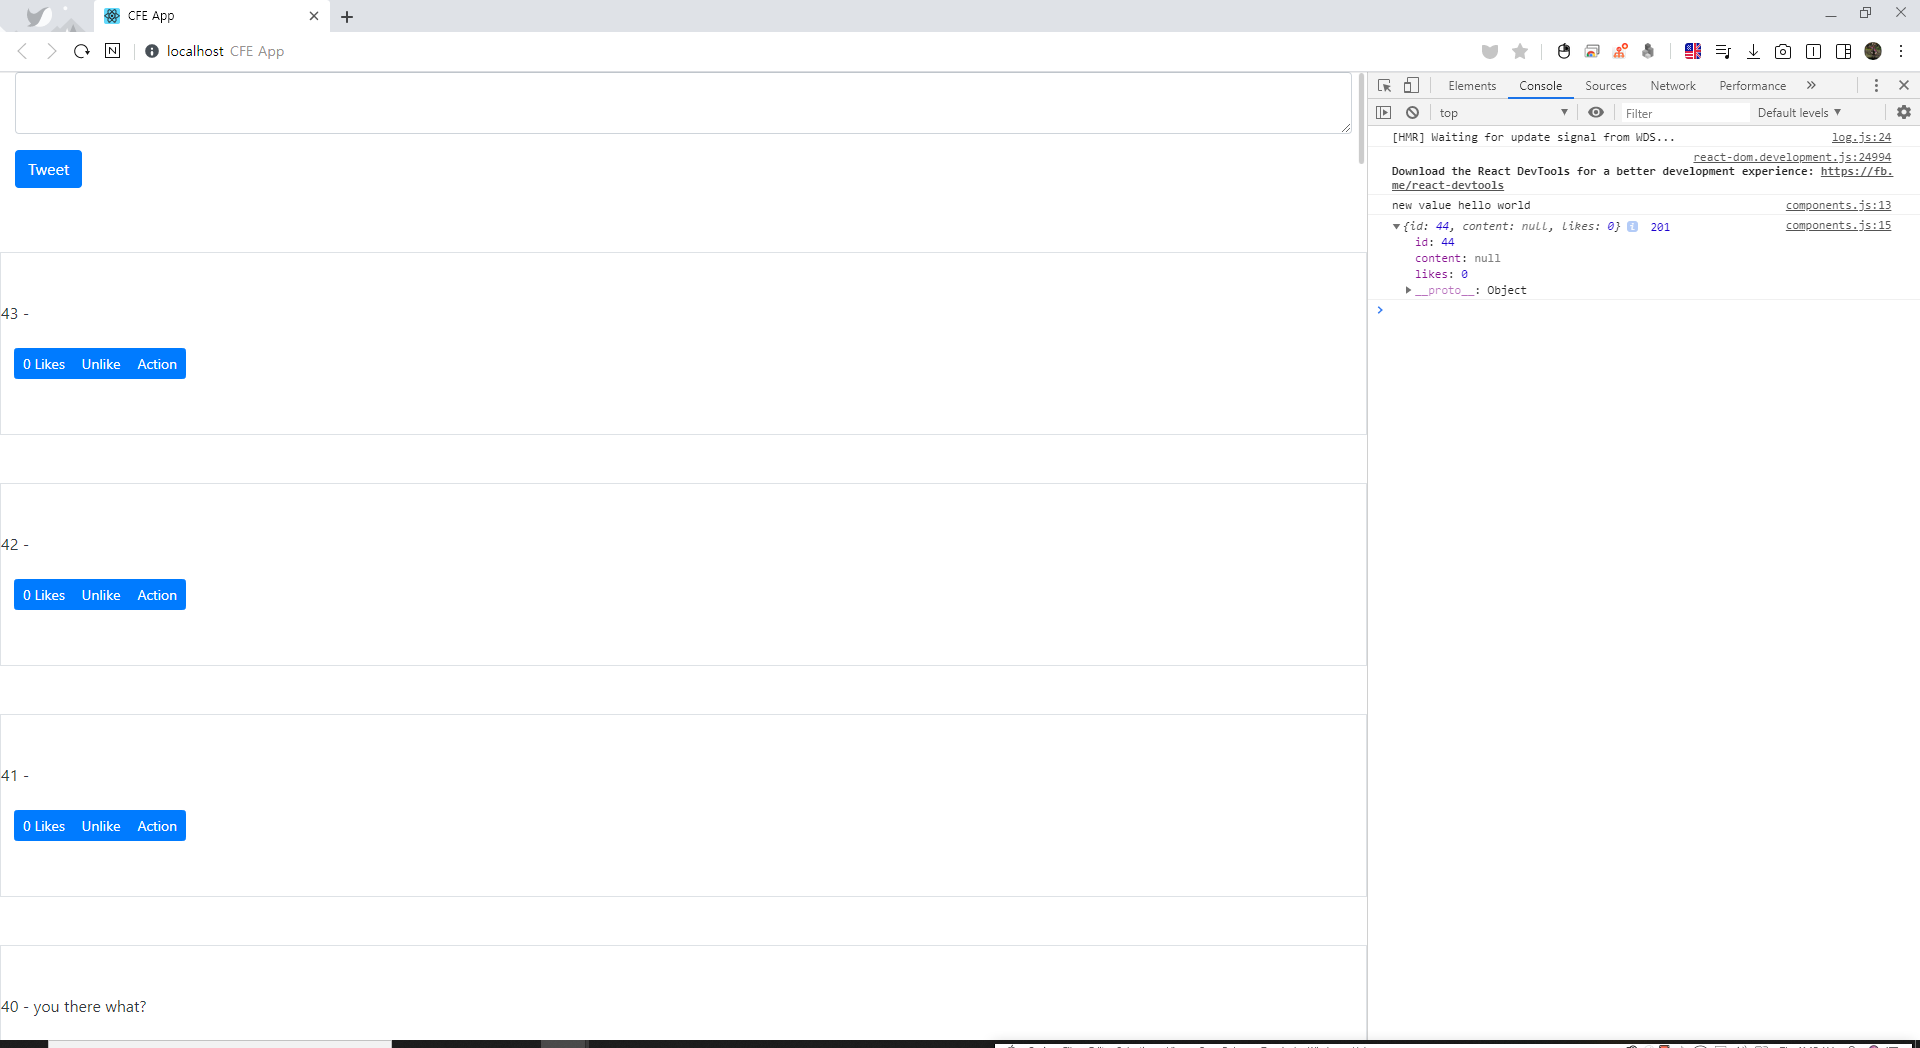 CFE App
localhost CFE App
Tweet
43 -
0 Likes Unlike Action
42 -
0 Likes Unlike Action
41 -
0 Likes Unlike Action
40 - you there what?
Elements Console Sources Network Performance »
top Filter Default levels
[HMR] Waiting for update signal from WDS... log.js:24
react-dom.development.js:24994
Download the React DevTools for a better development experience: https://fb.
me/react-devtools
new value hello world components.js:13
{id: 44, content: null, likes: 0} i 201 components.js:15
id: 44
content: null
likes: 0
__proto__: Object